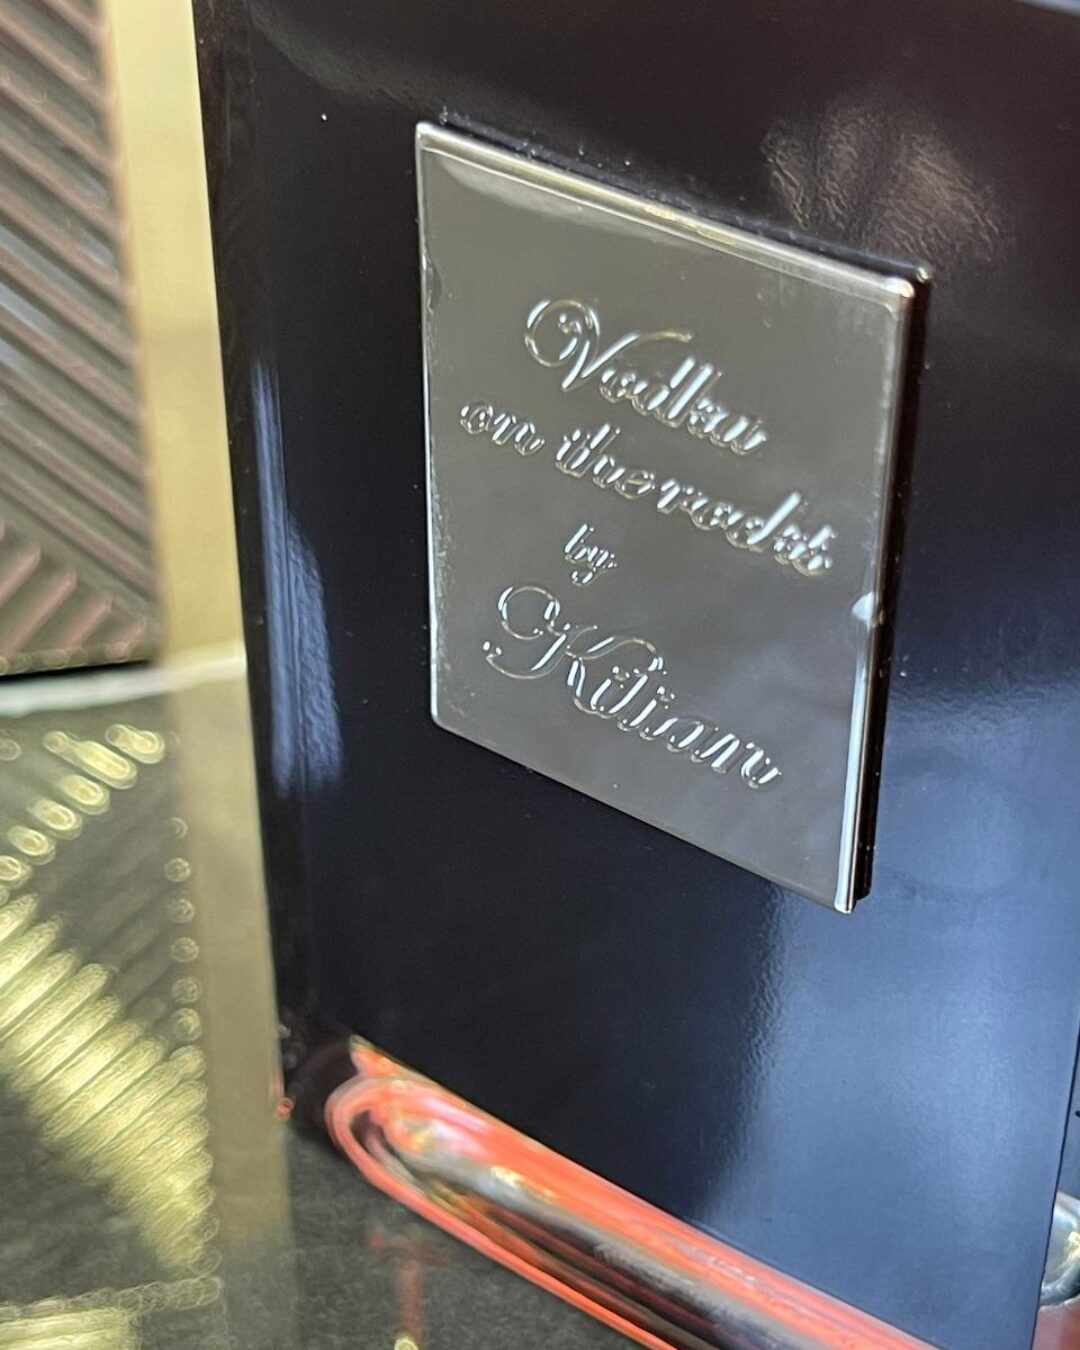 Vodka
on the rocks
by
Kilian